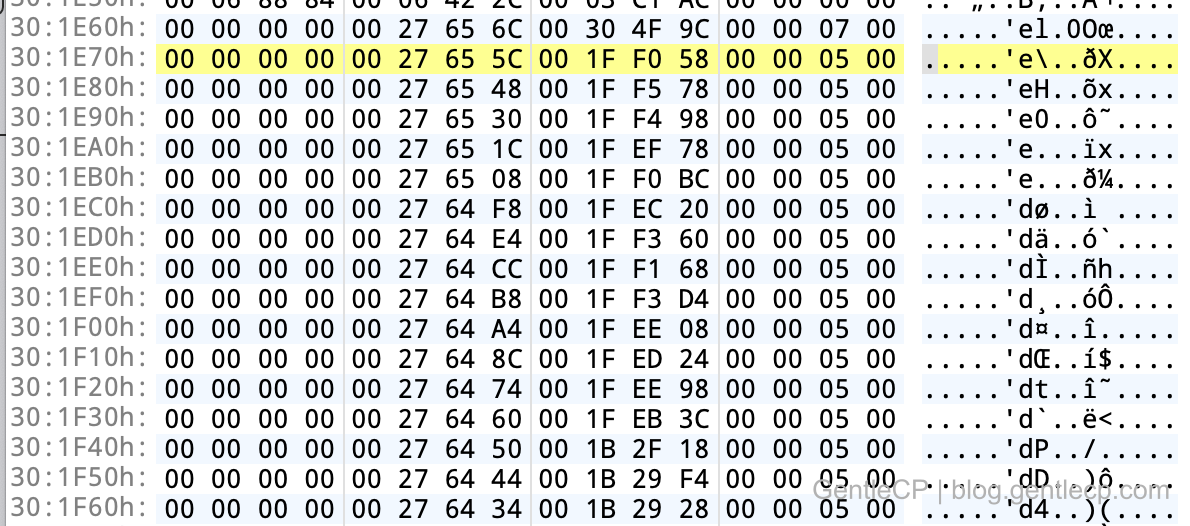 30:1E60h: 00 00 00 00 00 27 65 6C 00 30 4F 9C 00 00 07 00 .....'el.0Oœ....
30:1E70h: 00 00 00 00 00 27 65 5C 00 1F F0 58 00 00 05 00 .....'e\..ðX....
30:1E80h: 00 00 00 00 00 27 65 48 00 1F F5 78 00 00 05 00 .....'eH..õx....
30:1E90h: 00 00 00 00 00 27 65 30 00 1F F4 98 00 00 05 00 .....'e0..ô˜....
30:1EA0h: 00 00 00 00 00 27 65 1C 00 1F EF 78 00 00 05 00 .....'e...ïx....
30:1EB0h: 00 00 00 00 00 27 65 08 00 1F F0 BC 00 00 05 00 .....'e...ð¼....
30:1EC0h: 00 00 00 00 00 27 64 F8 00 1F EC 20 00 00 05 00 .....'dø..ì ....
30:1ED0h: 00 00 00 00 00 27 64 E4 00 1F F3 60 00 00 05 00 .....'dä..ó`....
30:1EE0h: 00 00 00 00 00 27 64 CC 00 1F F1 68 00 00 05 00 .....'dÌ..ñh....
30:1EF0h: 00 00 00 00 00 27 64 B8 00 1F F3 D4 00 00 05 00 .....'d¸..óÔ....
30:1F00h: 00 00 00 00 00 27 64 A4 00 1F EE 08 00 00 05 00 .....'d¤..î.....
30:1F10h: 00 00 00 00 00 27 64 8C 00 1F ED 24 00 00 05 00 .....'dŒ..í$....
30:1F20h: 00 00 00 00 00 27 64 74 00 1F EE 98 00 00 05 00 .....'dt..î˜....
30:1F30h: 00 00 00 00 00 27 64 60 00 1F EB 3C 00 00 05 00 .....'d`..ë<....
30:1F40h: 00 00 00 00 00 27 64 50 00 1B 2F 18 00 00 05 00 .....'dP../.....
30:1F50h: 00 00 00 00 00 27 64 44 00 1B 29 F4 00 00 05 00 .....'dD..)ô....
GentleCP | blog.gentlecp.com
30:1F60h: 00 00 00 00 00 27 64 34 00 1B 29 28 00 00 05 00 .....'d4..)(....